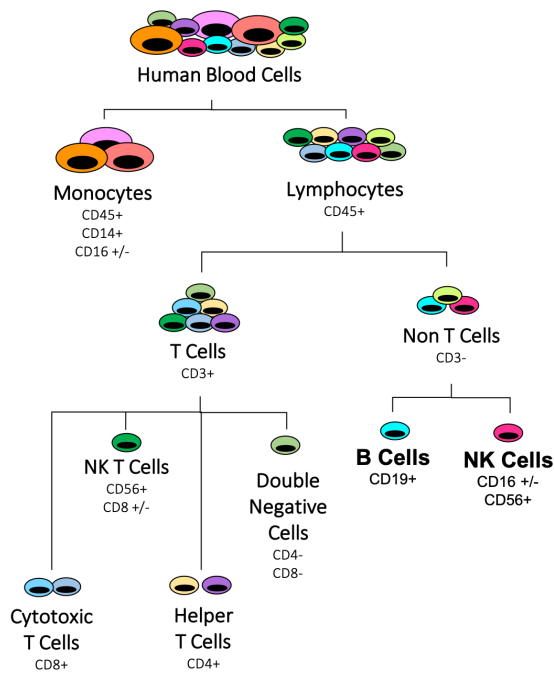 Human Blood Cells
Monocytes
CD45+
CD14+
CD16 +/-
Lymphocytes
CD45+
T Cells
CD3+
Non T Cells
CD3-
NK T Cells
CD56+
CD8 +/-
Double
Negative
Cells
CD4-
CD8-
B Cells
CD19+
NK Cells
CD16 +/-
CD56+
Cytotoxic
T Cells
CD8+
Helper
T Cells
CD4+